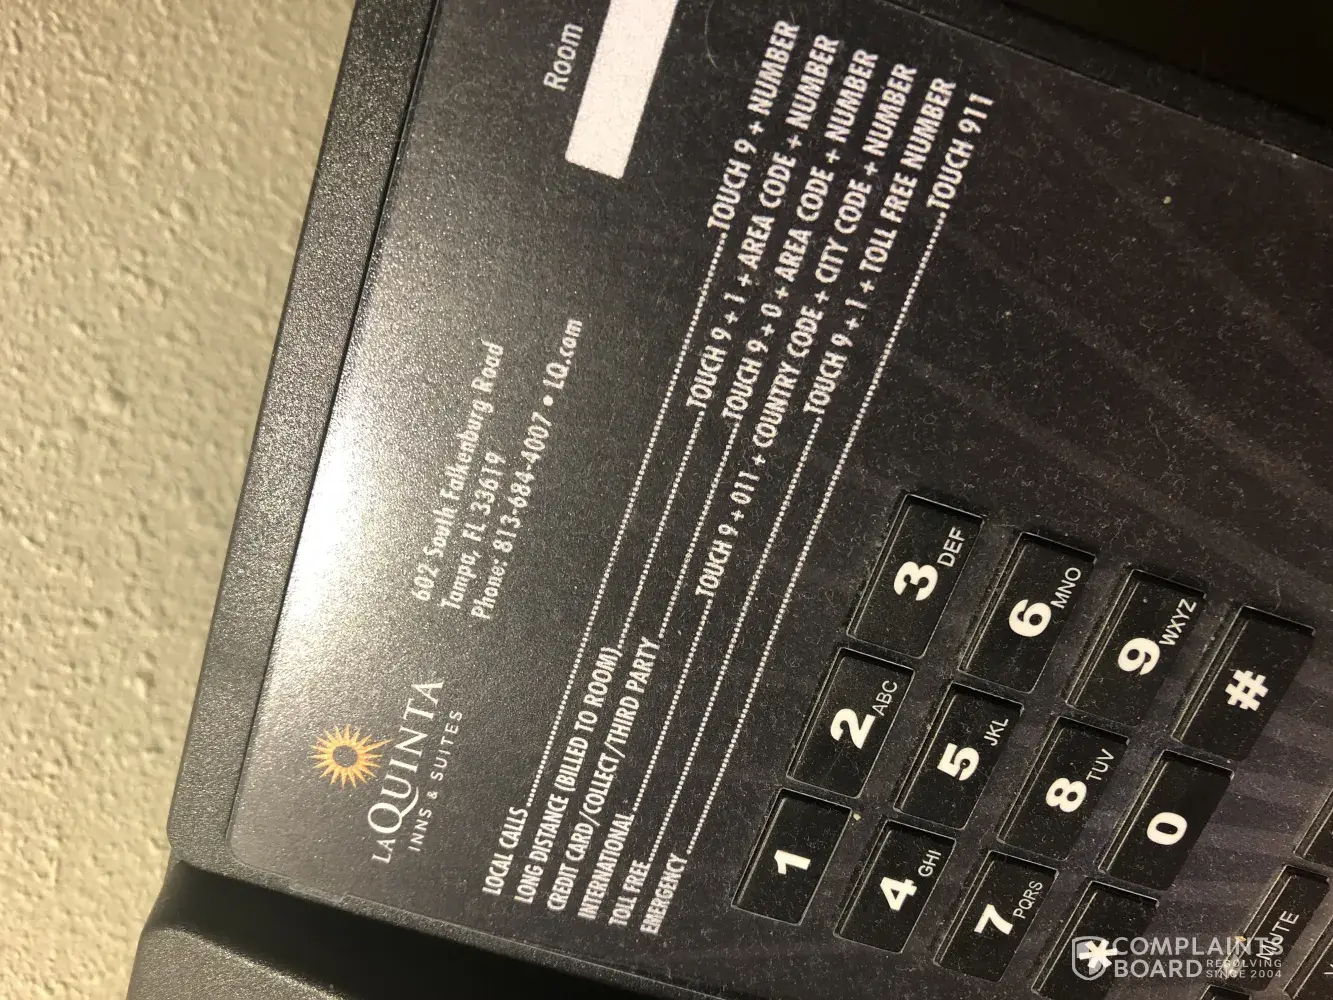 LA QUINTA
INNS & SUITES
602 South Falkenburg Road
Tampa, FL 33619
Phone: 813-684-4007 • LQ.com
Room
LOCAL CALLS TOUCH 9 + NUMBER
LONG DISTANCE (BILLED TO ROOM) TOUCH 9 + 1 + AREA CODE + NUMBER
CREDIT CARD/COLLECT/THIRD PARTY TOUCH 9 + 0 + AREA CODE + NUMBER
INTERNATIONAL TOUCH 9 + 011 + COUNTRY CODE + CITY CODE + NUMBER
TOLL FREE TOUCH 9 + 1 + TOLL FREE NUMBER
EMERGENCY TOUCH 911
1 2 ABC 3 DEF
4 GHI 5 JKL 6 MNO
7 PQRS 8 TUV 9 WXYZ
* 0 #
MUTE
COMPLAINTS
BOARD RESOLVING
SINCE 2004